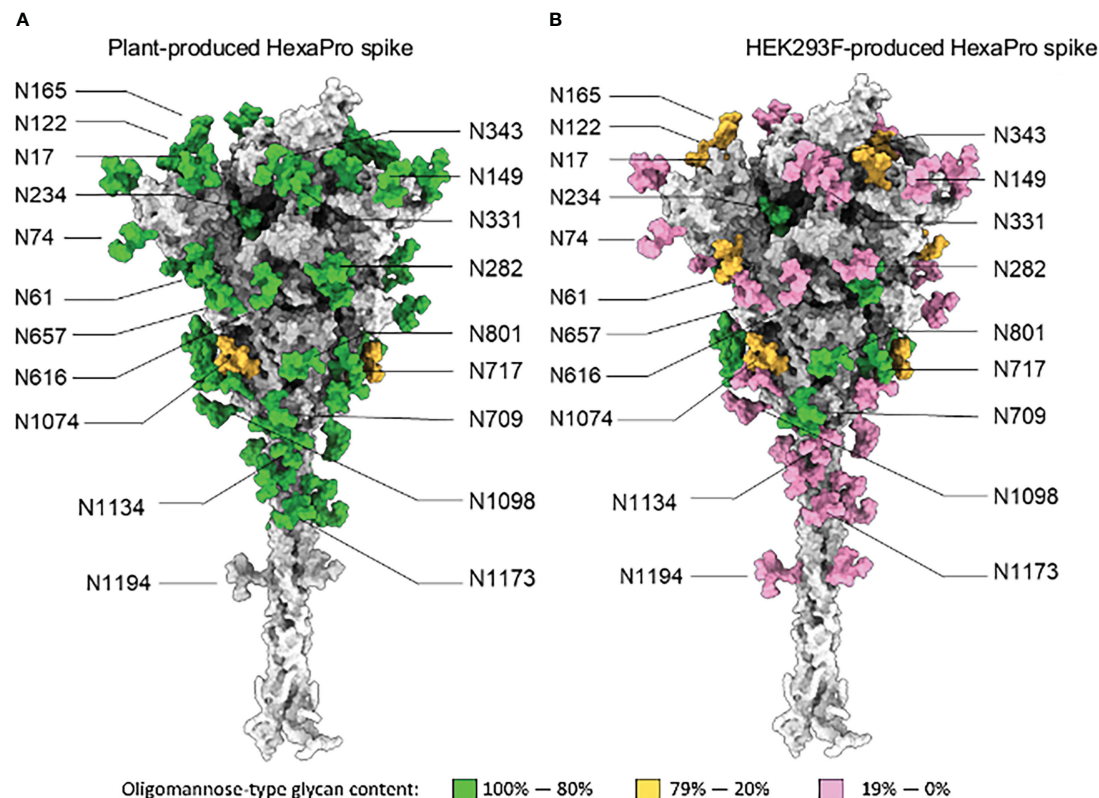 A
B
Plant-produced HexaPro spike
HEK293F-produced HexaPro spike
N165
N122
N17
N234
N74
N61
N657
N616
N1074
N1134
N1194
N343
N149
N331
N282
N801
N717
N709
N1098
N1173
N165
N122
N17
N234
N74
N61
N657
N616
N1074
N1134
N1194
N343
N149
N331
N282
N801
N717
N709
N1098
N1173
Oligomannose-type glycan content: 100% — 80% 79% — 20% 19% — 0%